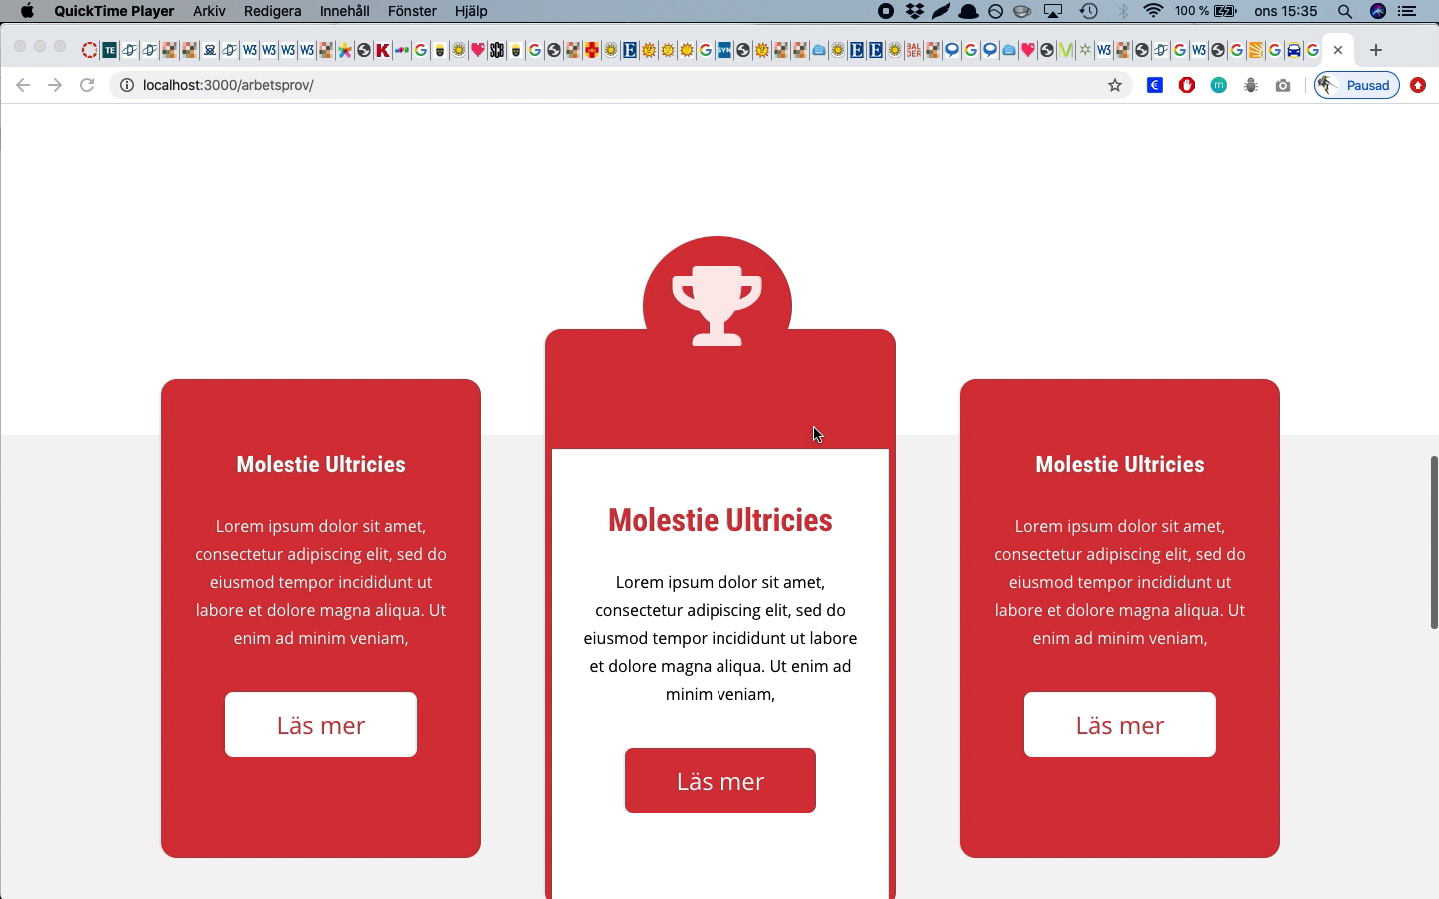 QuickTime Player Arkiv Redigera Innehåll Fönster Hjälp 100 % ons 15:35
localhost:3000/arbetsprov/
Pausad
Molestie Ultricies
Lorem ipsum dolor sit amet,
consectetur adipiscing elit, sed do
eiusmod tempor incididunt ut
labore et dolore magna aliqua. Ut
enim ad minim veniam,
Läs mer
Molestie Ultricies
Lorem ipsum dolor sit amet,
consectetur adipiscing elit, sed do
eiusmod tempor incididunt ut labore
et dolore magna aliqua. Ut enim ad
minim veniam,
Läs mer
Molestie Ultricies
Lorem ipsum dolor sit amet,
consectetur adipiscing elit, sed do
eiusmod tempor incididunt ut
labore et dolore magna aliqua. Ut
enim ad minim veniam,
Läs mer